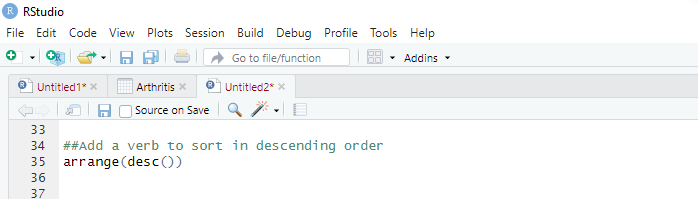 RStudio
File Edit Code View Plots Session Build Debug Profile Tools Help
Go to file/function Addins
Untitled1* Arthritis Untitled2*
Source on Save
33
34 ##Add a verb to sort in descending order
35 arrange(desc())
36
37